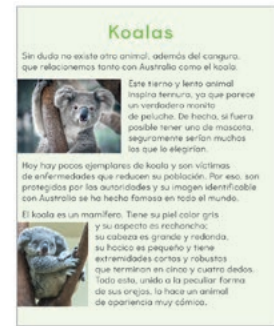 Koalas
Sin duda no existe otro animal, además del canguro,
que relacionemos tanto con Australia como el koala.
Este tierno y lento animal
inspira ternura, ya que parece
un verdadero monito
de peluche. De hecho, si fuera
posible tener uno de mascota,
seguramente serían muchos
los que lo elegirían.
Hoy hay pocos ejemplares de koala y son víctimas
de enfermedades que reducen su población. Por eso, son
protegidos por las autoridades y su imagen identificable
con Australia se ha hecho famosa en todo el mundo.
El koala es un mamífero. Tiene su piel color gris
y su aspecto es rechoncho;
su cabeza es grande y redonda,
su hocico es pequeño y tiene
extremidades cortas y robustas
que terminan en cinco y cuatro dedos.
Todo esto, unido a la peculiar forma
de sus orejas, lo hace un animal
de apariencia muy cómica.